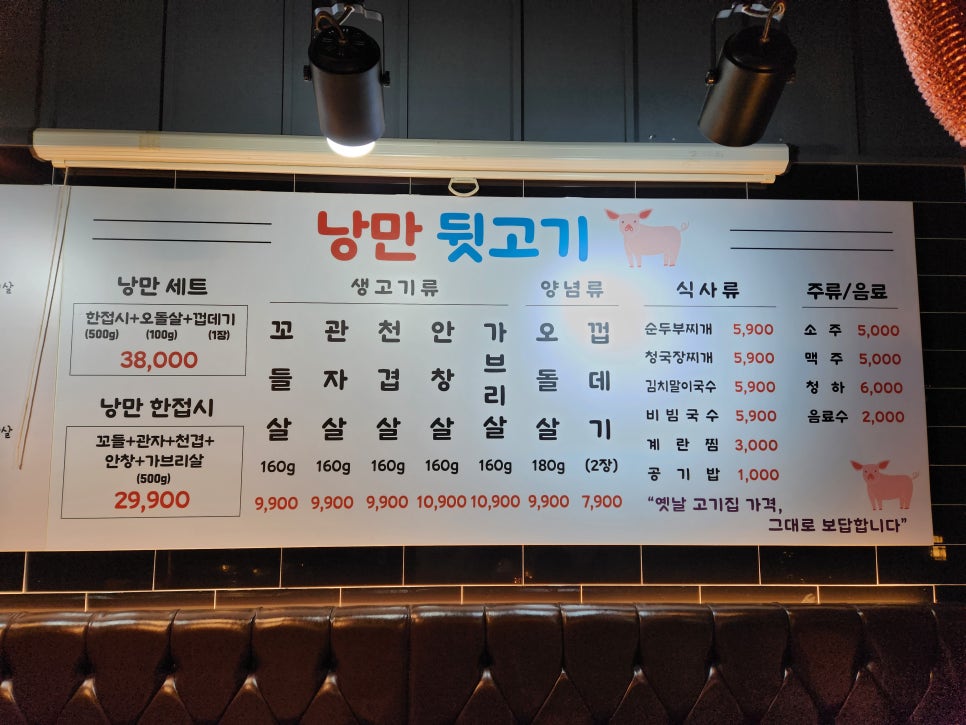 낭만 뒷고기
낭만 세트
한접시+오돌살+껍데기
(500g) (100g) (1장)
38,000
낭만 한접시
꼬들+관자+천겹+
안창+가브리살
(500g)
29,900
생고기류
꼬들살 160g 9,900
관자살 160g 9,900
천겹살 160g 9,900
안창살 160g 10,900
가브리살 160g 10,900
양념류
오돌살 180g 9,900
껍데기 (2장) 7,900
식사류
순두부찌개 5,900
청국장찌개 5,900
김치말이국수 5,900
비빔국수 5,900
계란찜 3,000
공기밥 1,000
주류/음료
소주 5,000
맥주 5,000
청하 6,000
음료수 2,000
“옛날 고기집 가격,
그대로 보답합니다”
살
살